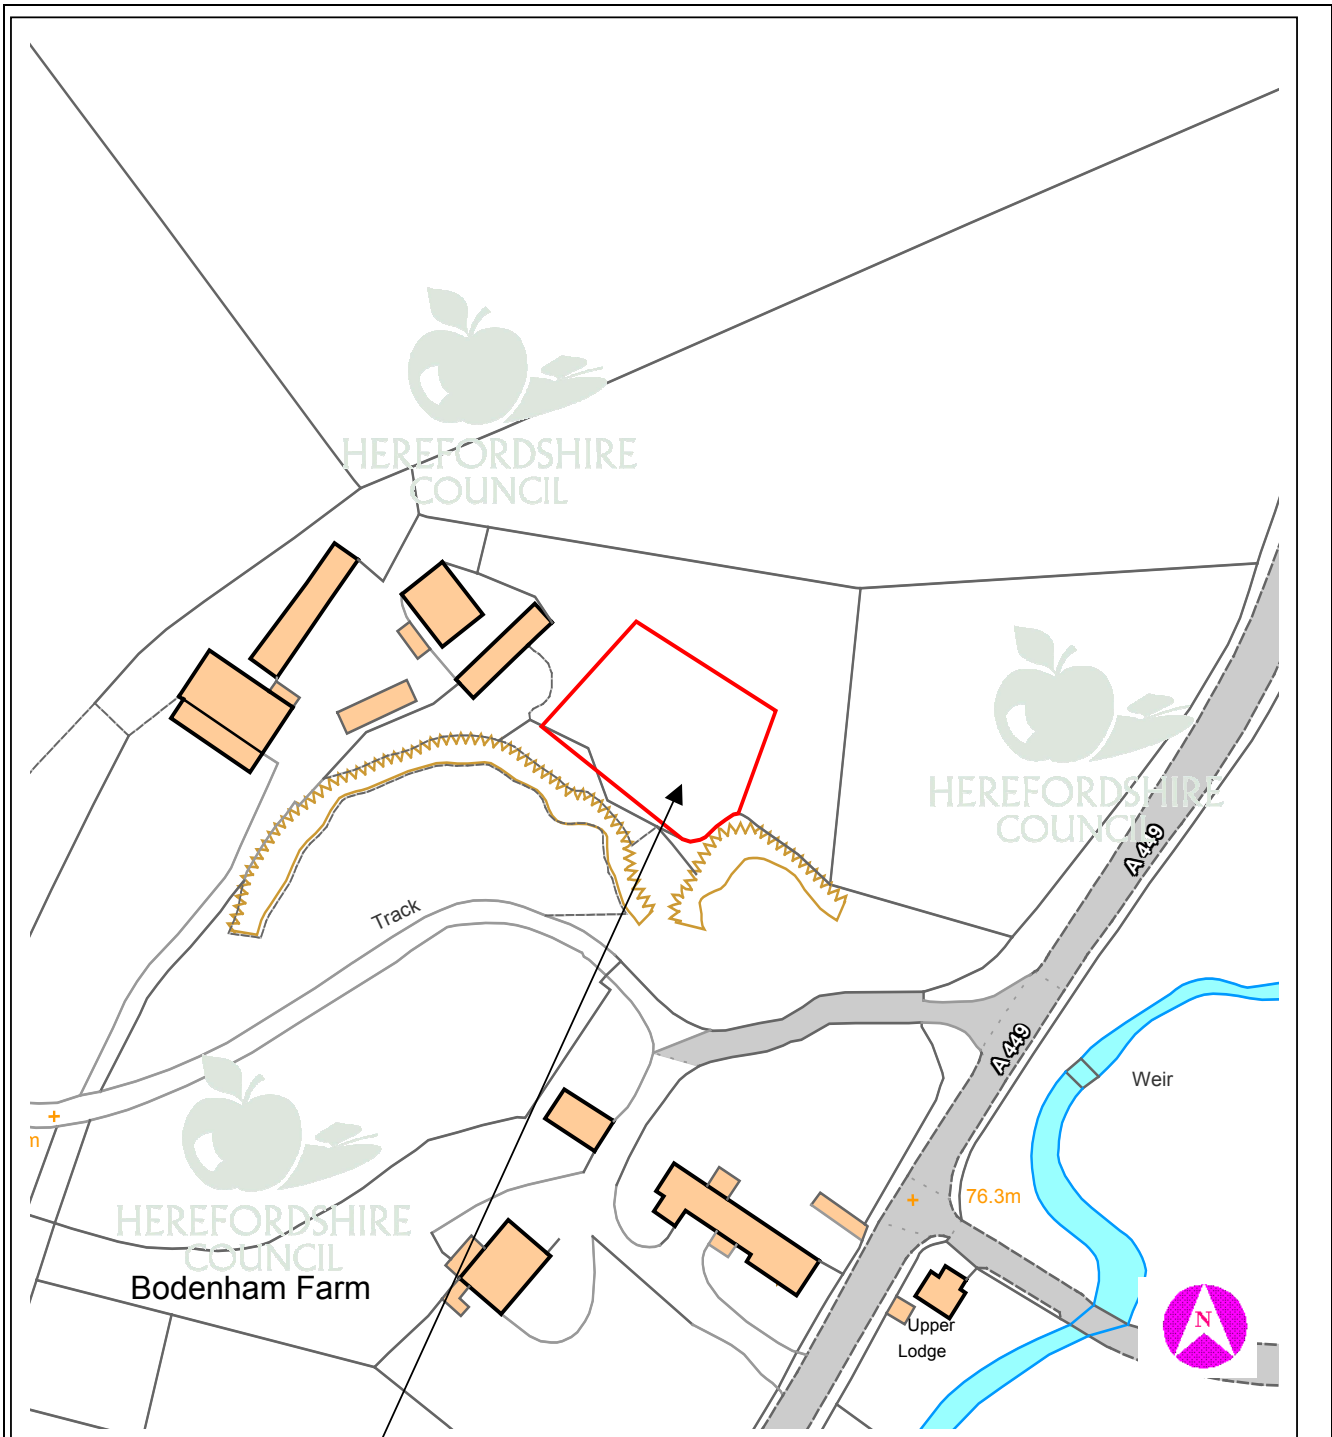 HEREFORDSHIRE
COUNCIL
HEREFORDSHIRE
COUNCIL
A 449
Track
A 449
Weir
m
76.3m
HEREFORDSHIRE
COUNCIL
Bodenham Farm
N
Upper
Lodge